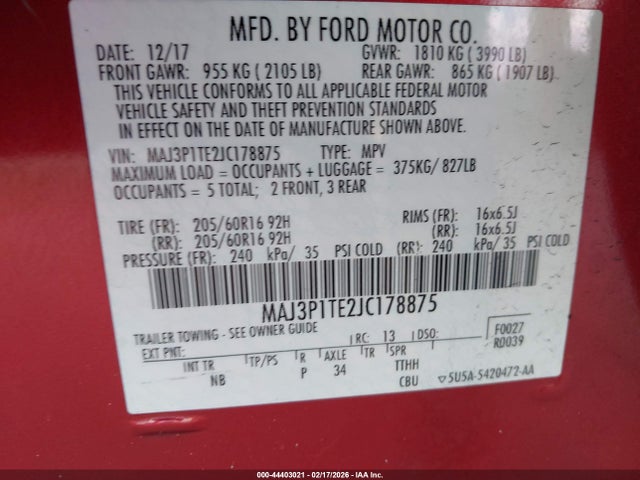 MFD. BY FORD MOTOR CO.
DATE: 12/17 GVWR: 1810 KG ( 3990 LB)
FRONT GAWR: 955 KG ( 2105 LB) REAR GAWR: 865 KG ( 1907 LB)
THIS VEHICLE CONFORMS TO ALL APPLICABLE FEDERAL MOTOR
VEHICLE SAFETY AND THEFT PREVENTION STANDARDS
IN EFFECT ON THE DATE OF MANUFACTURE SHOWN ABOVE.
VIN: MAJ3P1TE2JC178875 TYPE: MPV
MAXIMUM LOAD = OCCUPANTS + LUGGAGE = 375KG/ 827LB
OCCUPANTS = 5 TOTAL; 2 FRONT, 3 REAR
TIRE (FR): 205/60R16 92H RIMS (FR): 16x6.5J
(RR): 205/60R16 92H (RR): 16x6.5J
PRESSURE (FR): 240 kPa/ 35 PSI COLD (RR): 240 kPa/ 35 PSI COLD
MAJ3P1TE2JC178875
TRAILER TOWING - SEE OWNER GUIDE
EXT PNT: RC: 13 DSO: F0027
R0039
INT TR TP/PS R AXLE TR SPR
NB P 34 TTHH
CBU ▽5U5A-5420472-AA
000-44403021 - 02/17/2026 - IAAI, Inc.